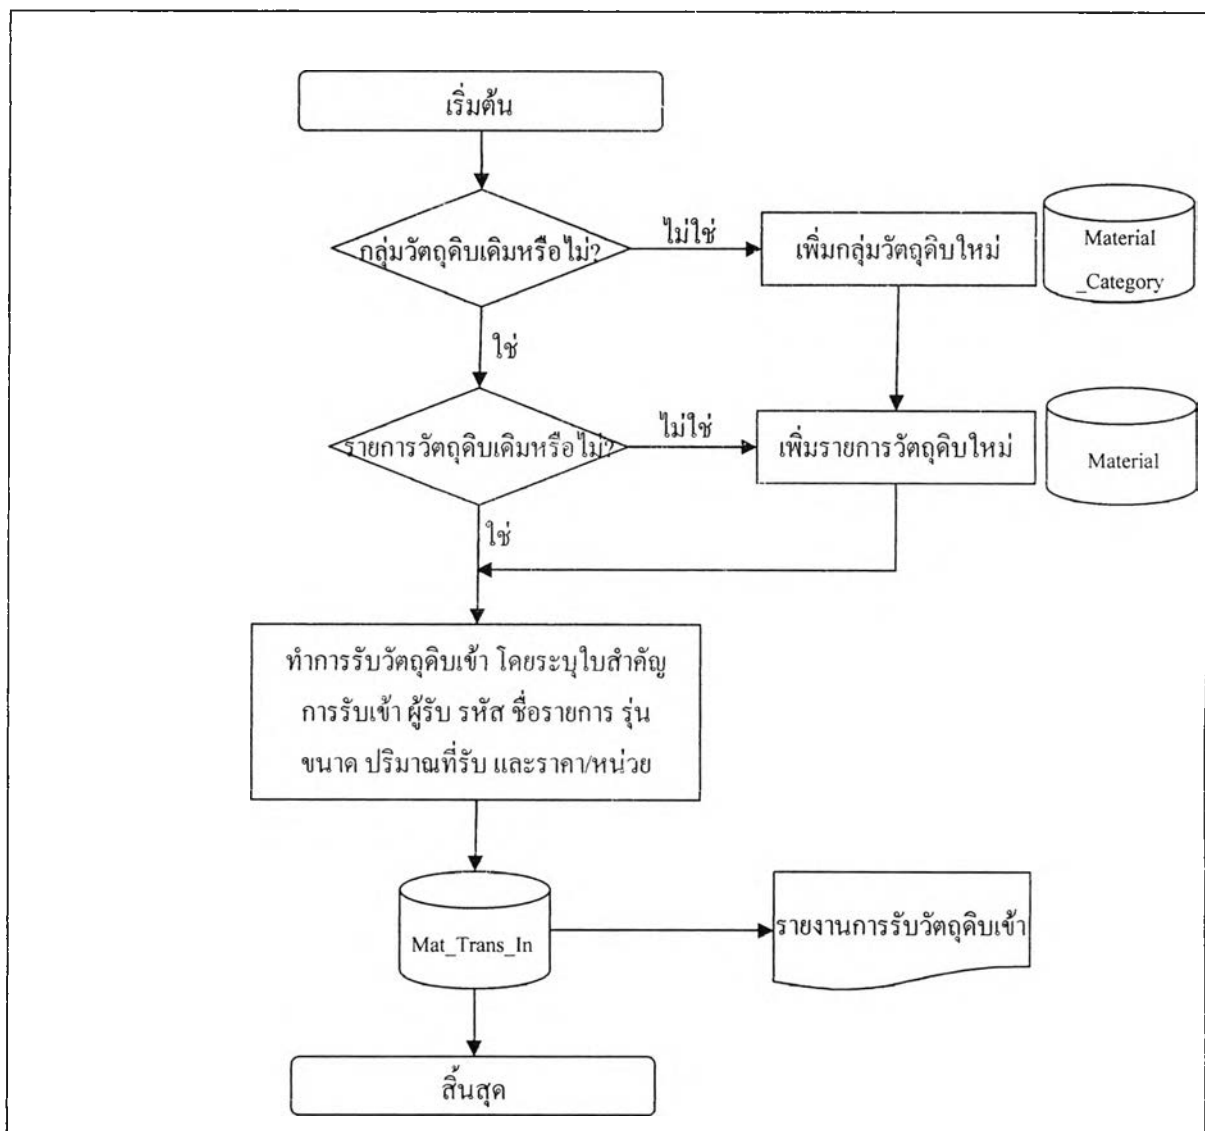 เริ่มต้น
กลุ่มวัตถุดิบเดิมหรือไม่?
ไม่ใช่
เพิ่มกลุ่มวัตถุดิบใหม่
Material
_Category
ใช่
รายการวัตถุดิบเดิมหรือไม่?
ไม่ใช่
เพิ่มรายการวัตถุดิบใหม่
Material
ใช่
ทำการรับวัตถุดิบเข้า โดยระบุใบสำคัญ
การรับเข้า ผู้รับ รหัส ชื่อรายการ รุ่น
ขนาด ปริมาณที่รับ และราคา/หน่วย
Mat_Trans_In
รายงานการรับวัตถุดิบเข้า
สิ้นสุด